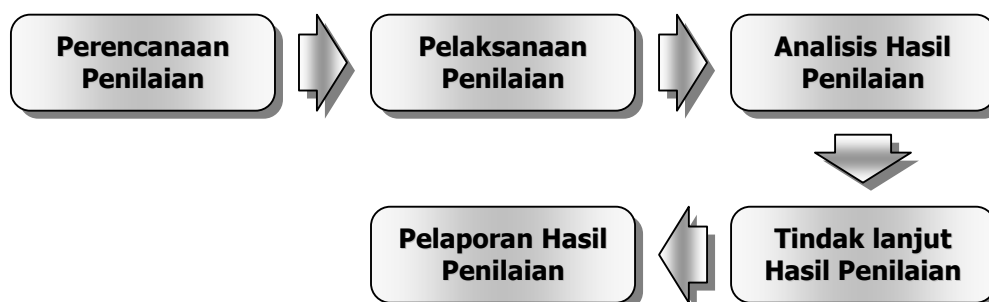 Perencanaan
Penilaian
Pelaksanaan
Penilaian
Analisis Hasil
Penilaian
Tindak lanjut
Hasil Penilaian
Pelaporan Hasil
Penilaian